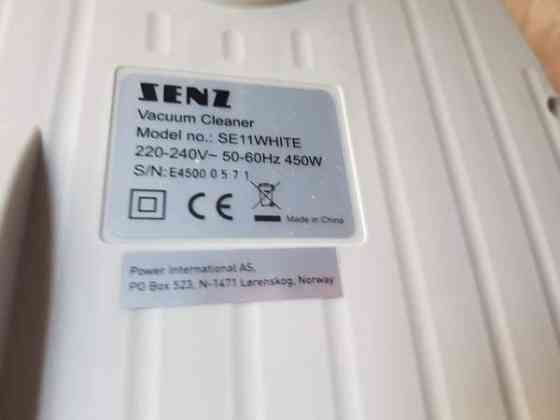 SENZ
Vacuum Cleaner
Model no.: SE11WHITE
220-240V~ 50-60Hz 450W
S/N: E4500 0 5 7 1
CE
Made in China
Power International AS,
PO Box 523, N-1471 Lørenskog, Norway